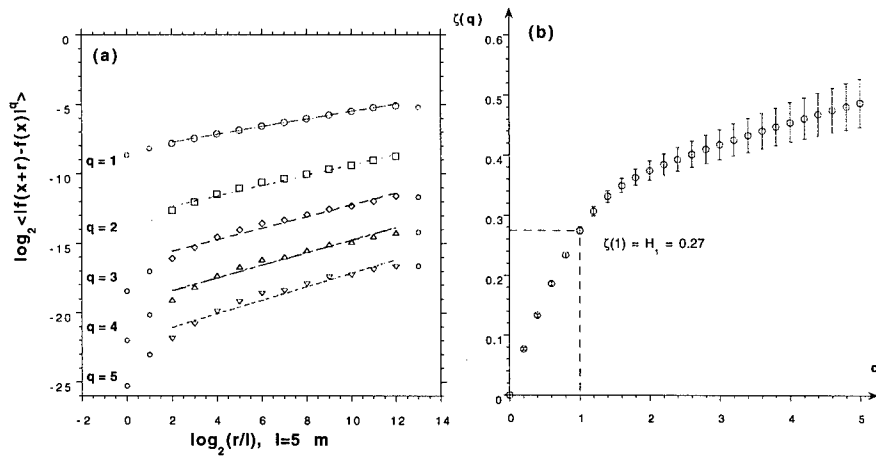 (a)
0
-5
-10
-15
-20
-25
log₂<|f(x+r)-f(x)|^q>
q = 1
q = 2
q = 3
q = 4
q = 5
-2 0 2 4 6 8 10 12 14
log₂(r/l), l=5 m
ζ(q)
(b)
0.6
0.5
0.4
0.3
0.2
0.1
0
ζ(1) = H₁ = 0.27
0 1 2 3 4 5